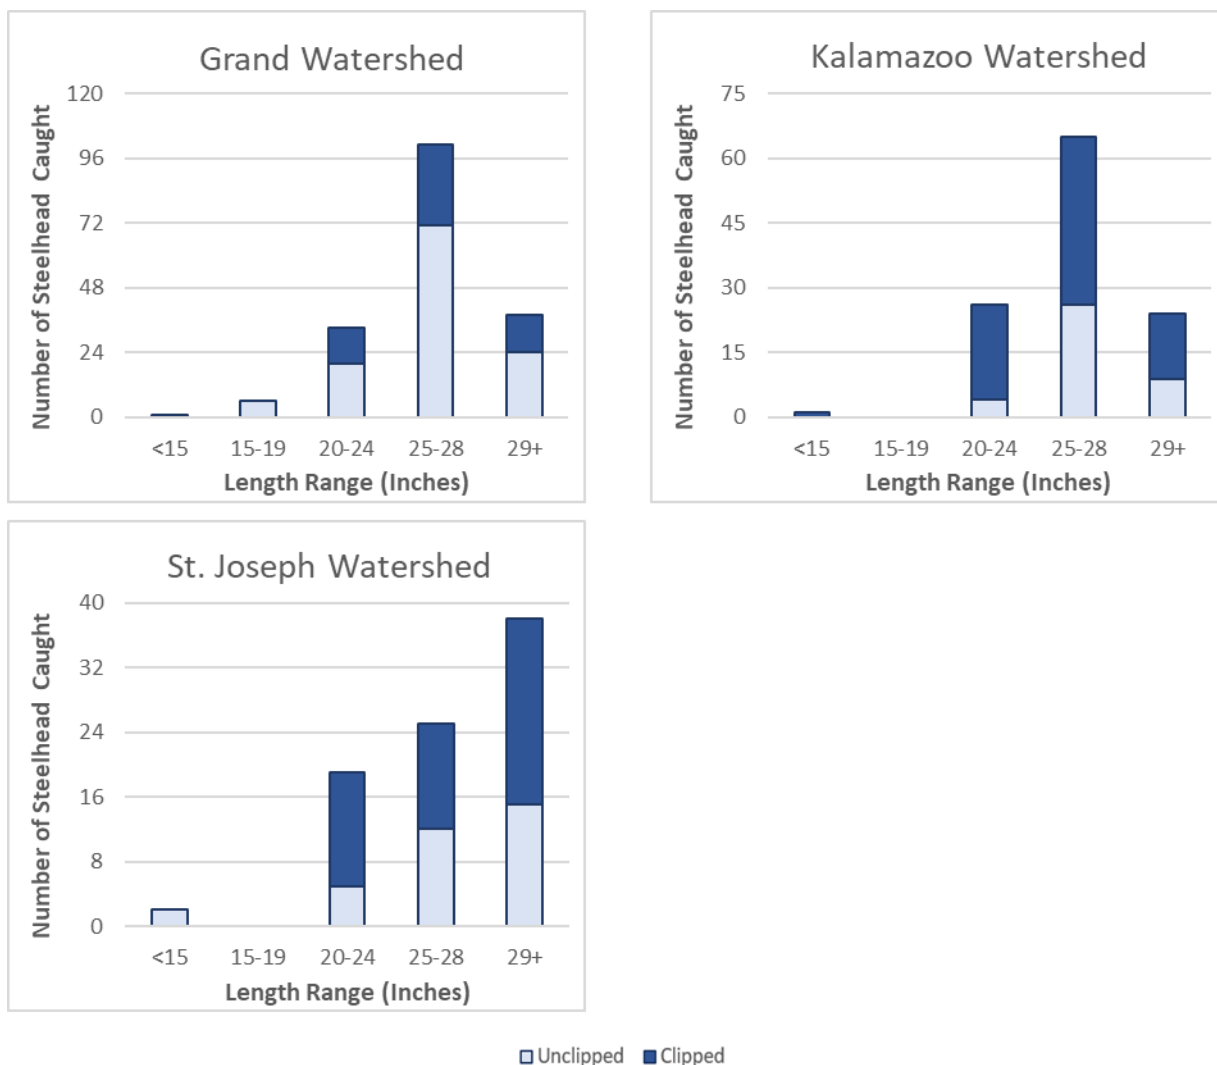 Grand Watershed
Number of Steelhead Caught
120
96
72
48
24
0
<15 15-19 20-24 25-28 29+
Length Range (Inches)
Kalamazoo Watershed
Number of Steelhead Caught
75
60
45
30
15
0
<15 15-19 20-24 25-28 29+
Length Range (Inches)
St. Joseph Watershed
Number of Steelhead Caught
40
32
24
16
8
0
<15 15-19 20-24 25-28 29+
Length Range (Inches)
Unclipped Clipped